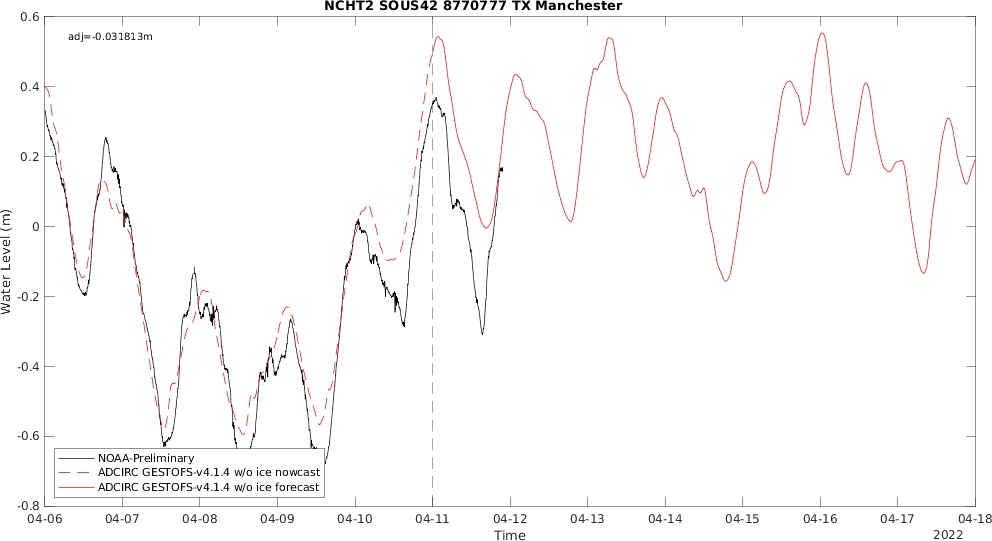 NCHT2 SOUS42 8770777 TX Manchester
adj=-0.031813m
0.6
0.4
0.2
0
-0.2
-0.4
-0.6
-0.8
Water Level (m)
NOAA-Preliminary
ADCIRC GESTOFS-v4.1.4 w/o ice nowcast
ADCIRC GESTOFS-v4.1.4 w/o ice forecast
04-06 04-07 04-08 04-09 04-10 04-11 04-12 04-13 04-14 04-15 04-16 04-17 04-18
Time
2022